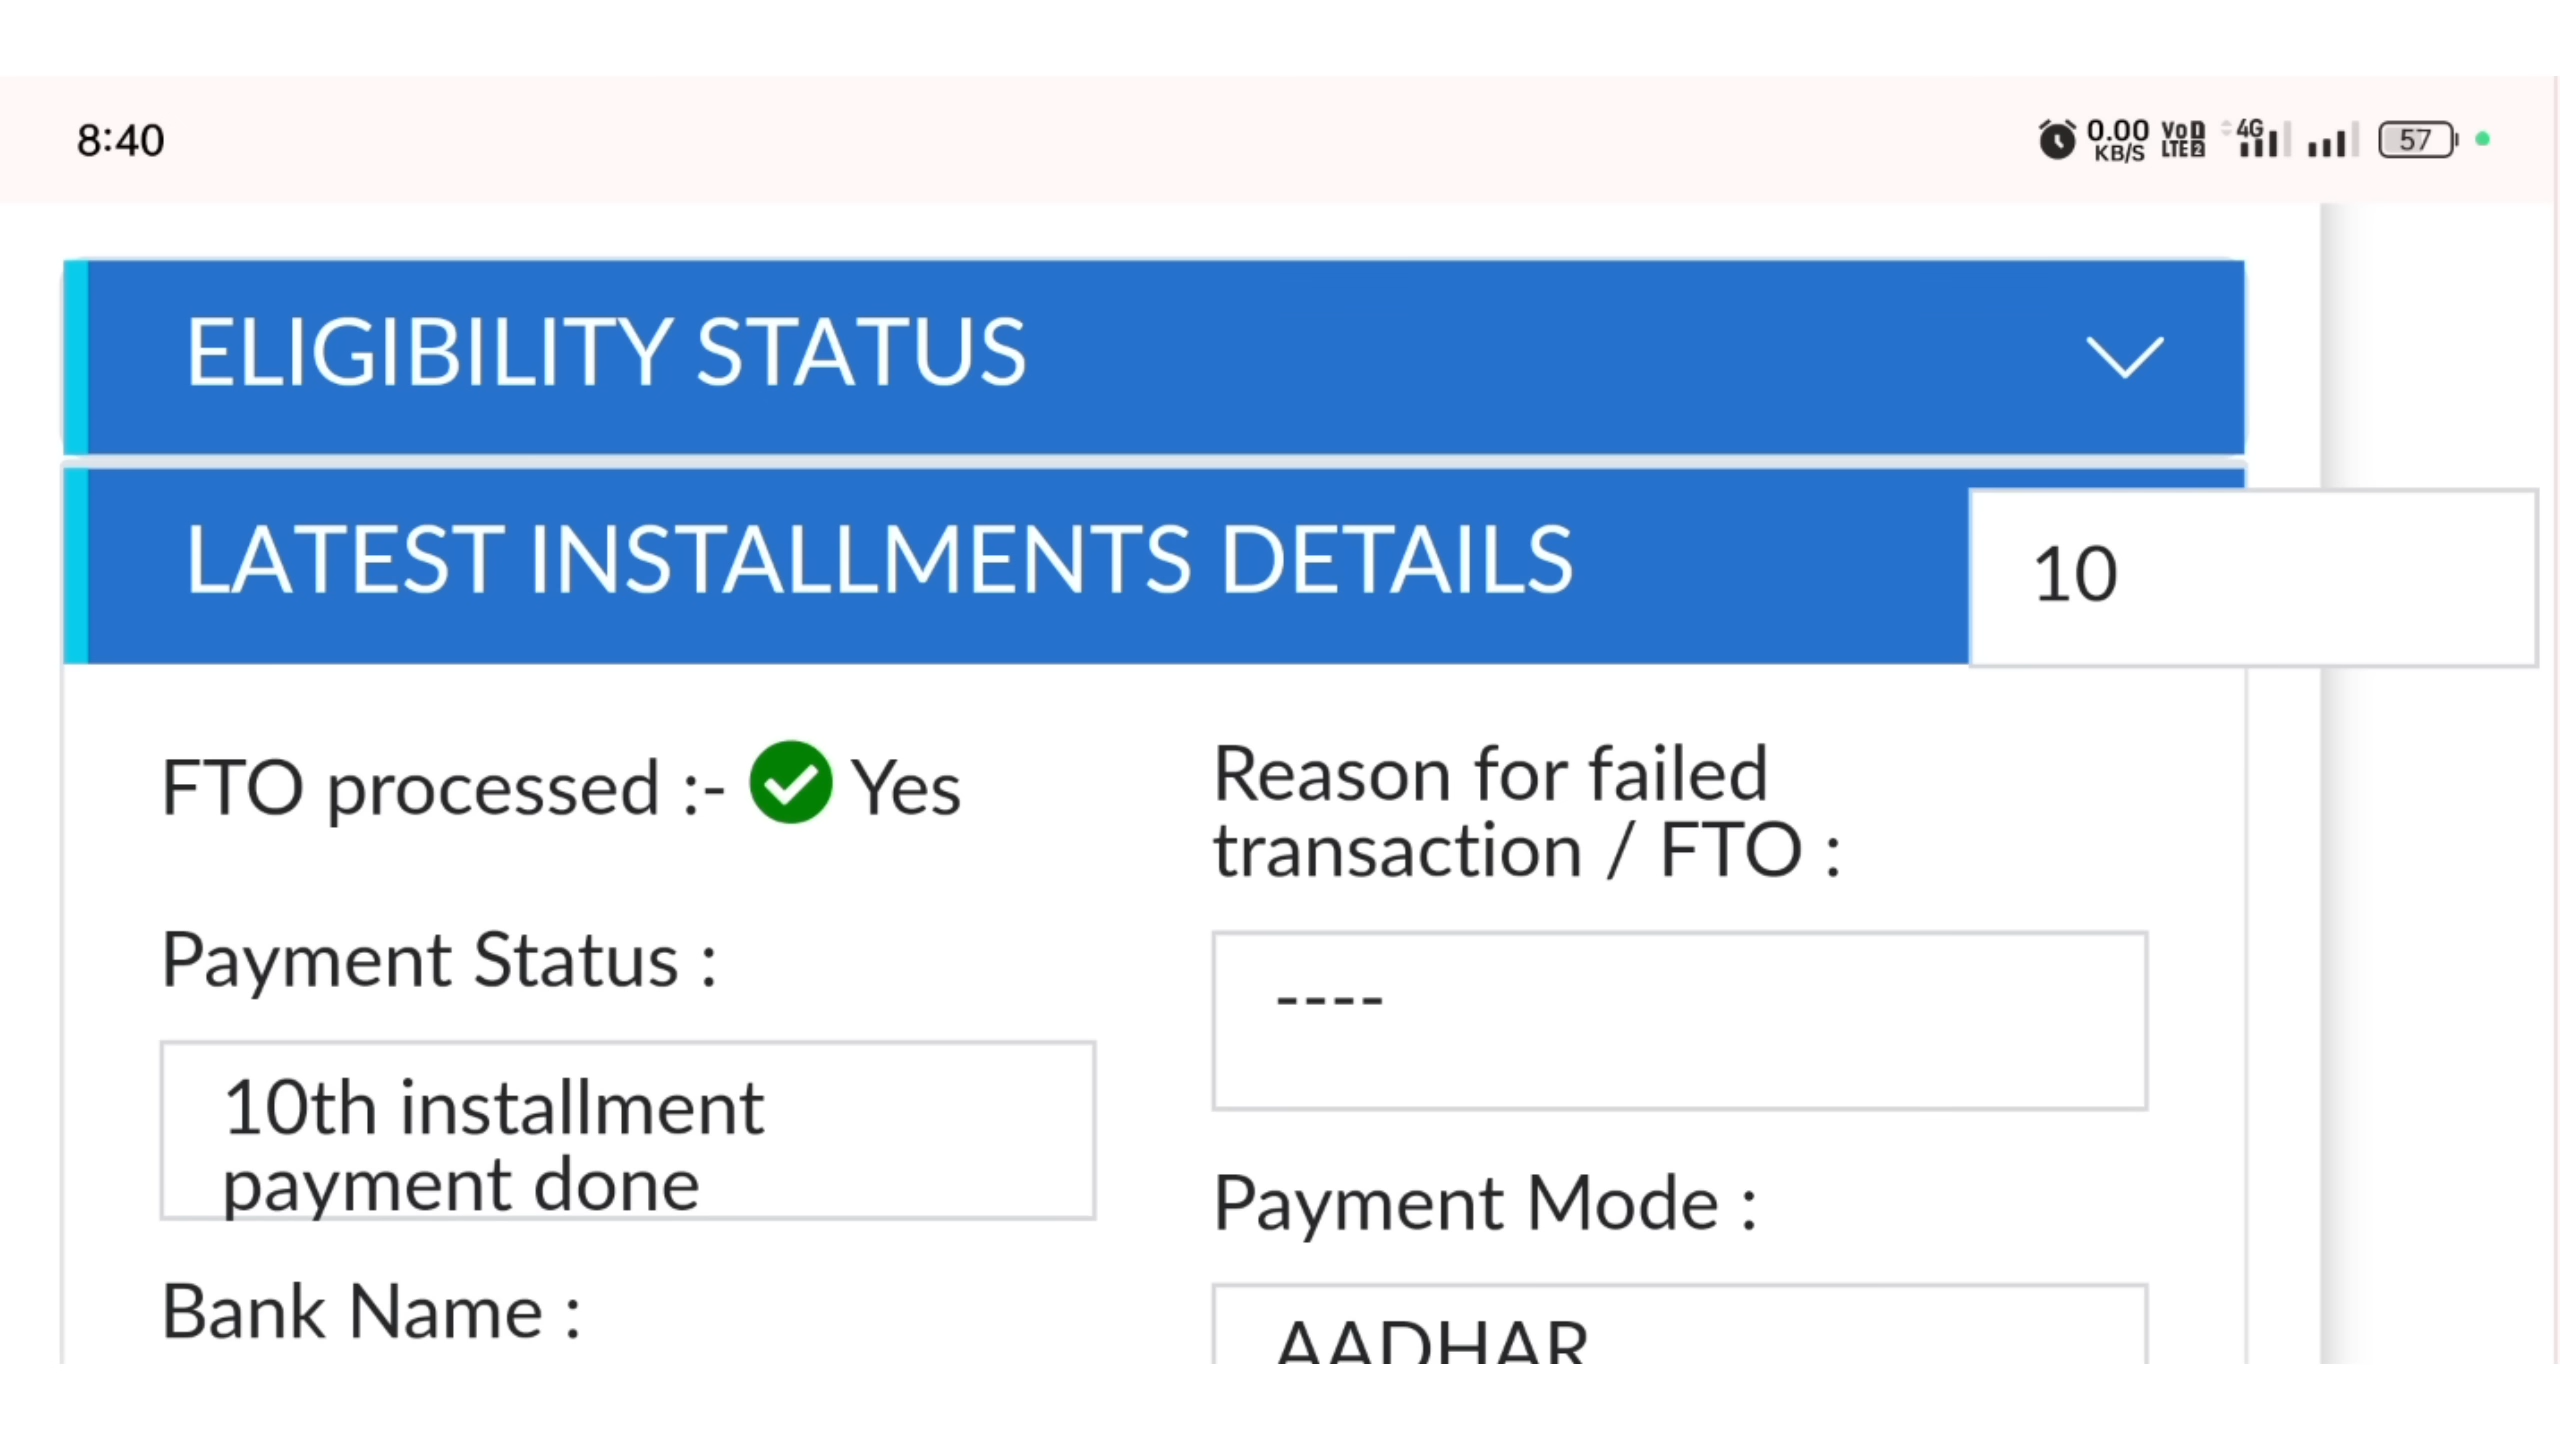 8:40
0.00
KB/S
VoD
LTE2
4G
57
ELIGIBILITY STATUS
LATEST INSTALLMENTS DETAILS
10
FTO processed :- Yes
Reason for failed
transaction / FTO :
----
Payment Status :
10th installment
payment done
Payment Mode :
AADHAR
Bank Name :